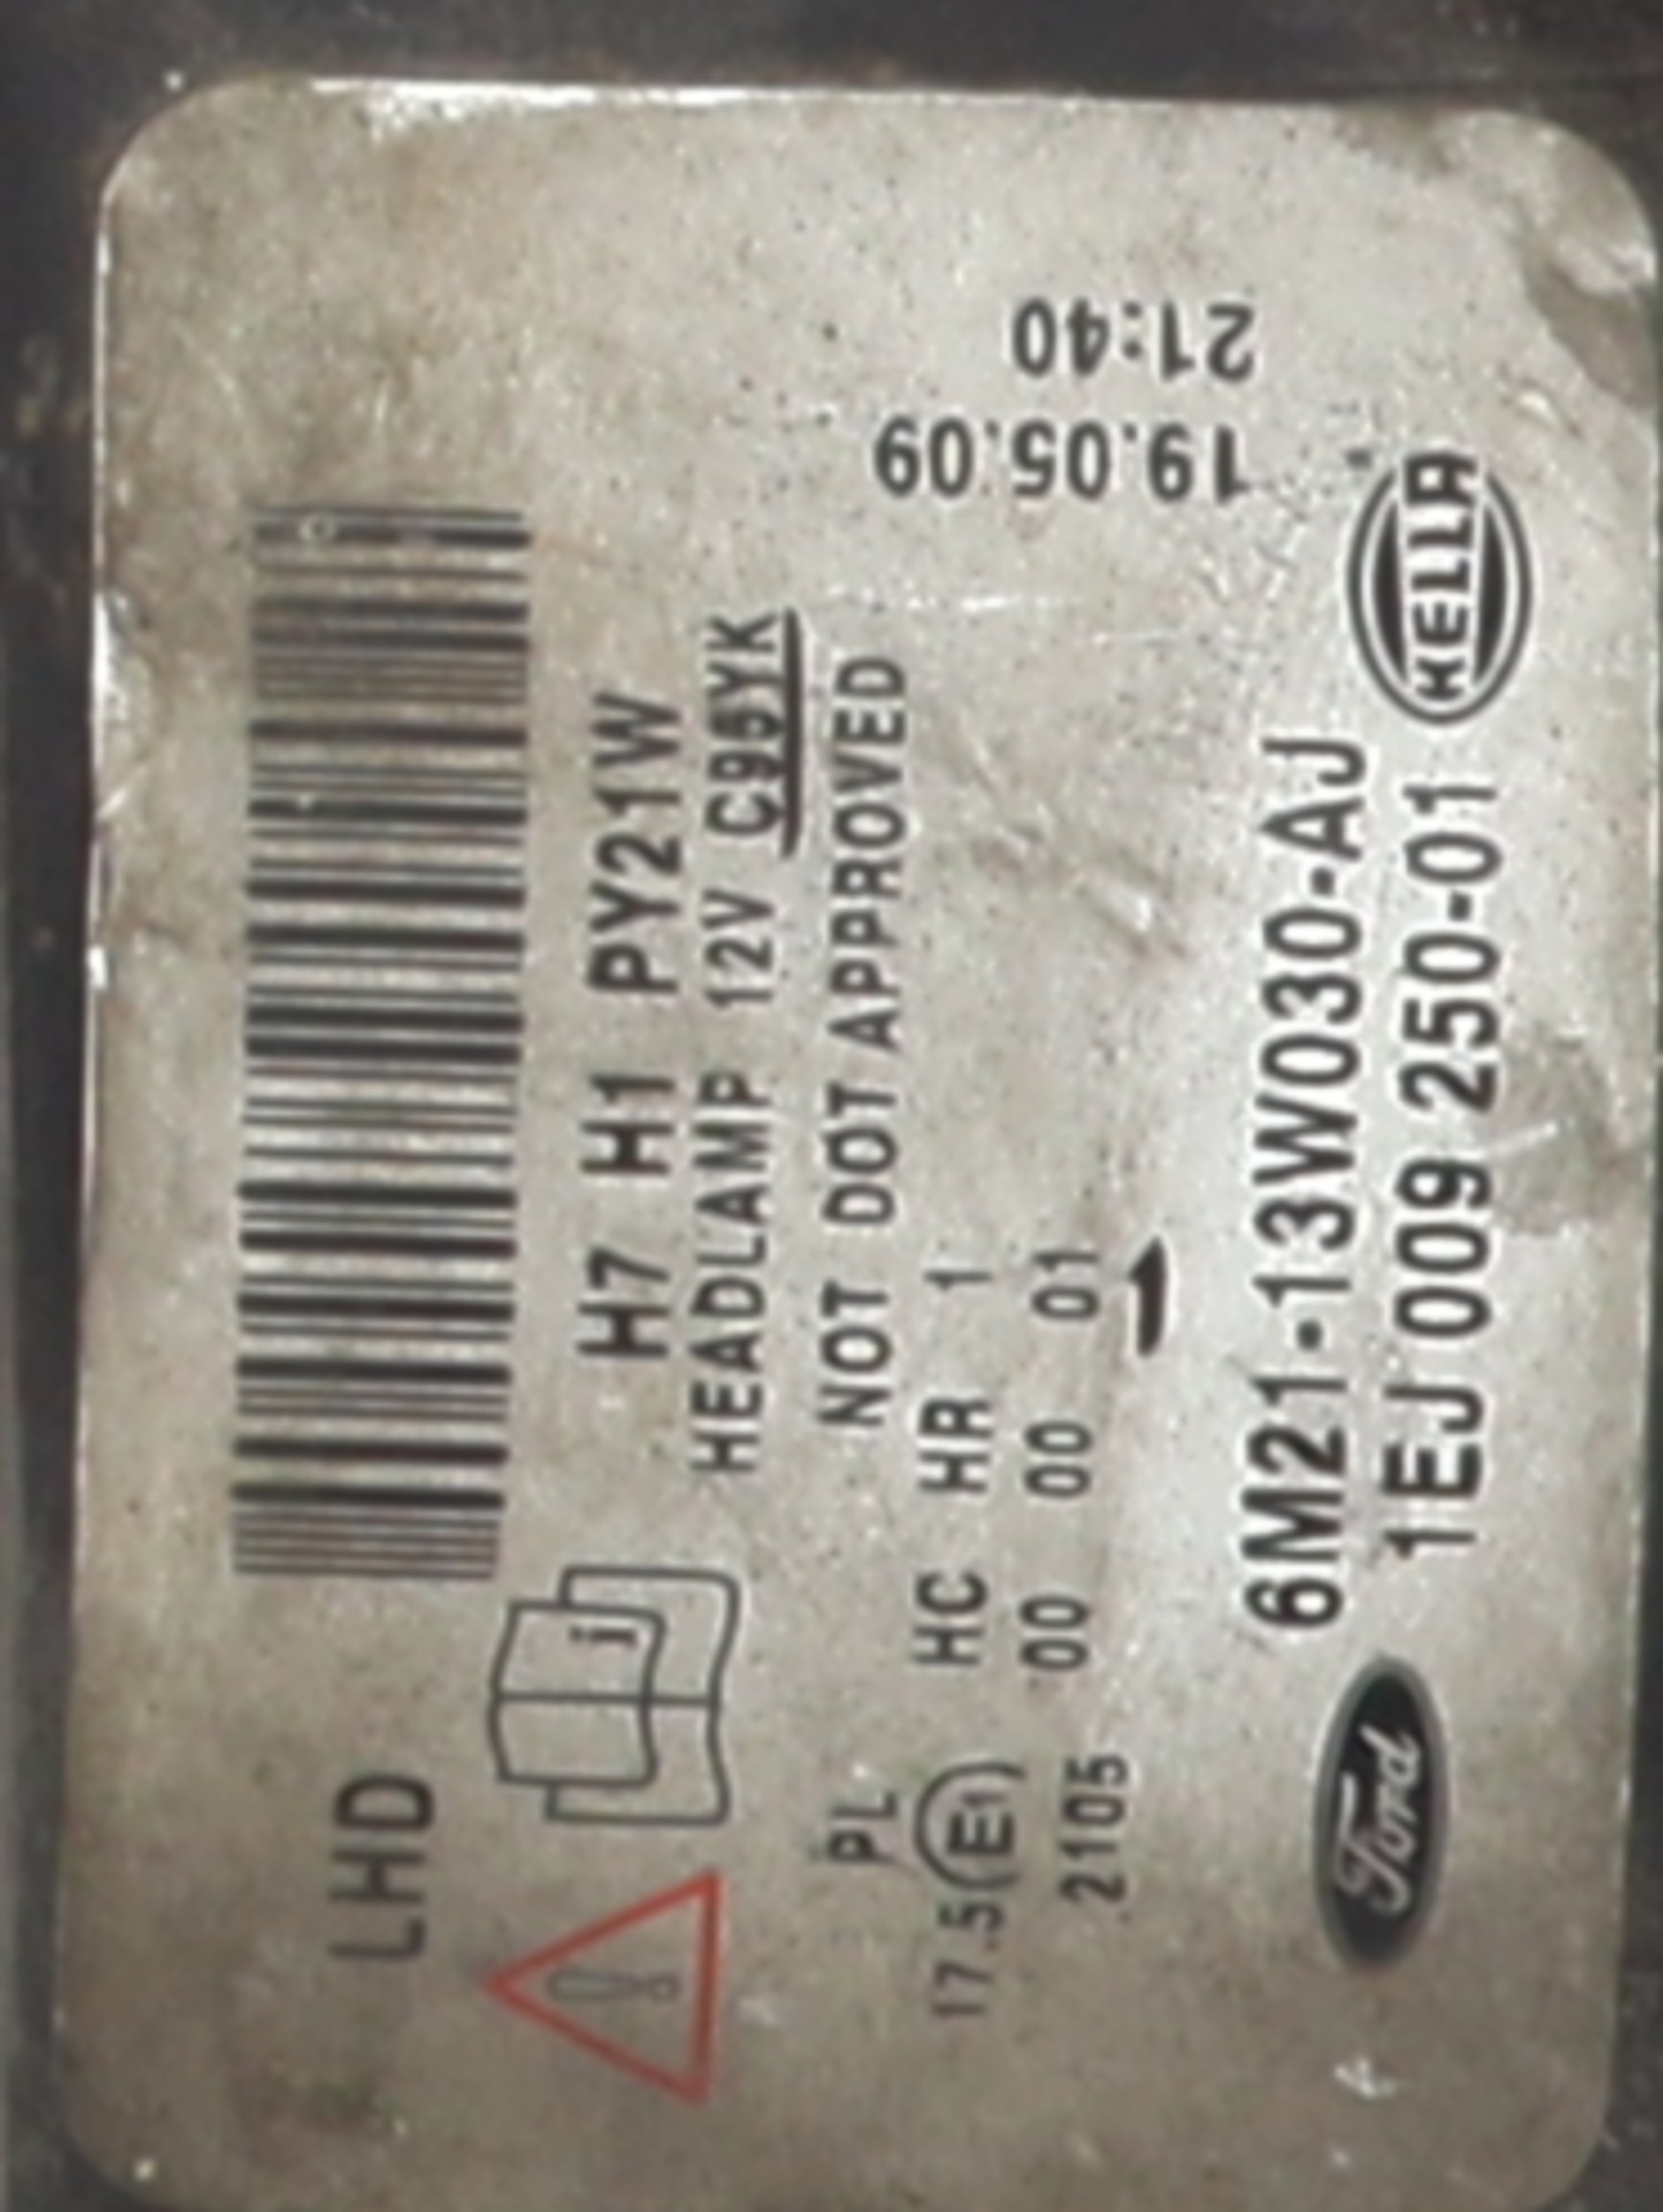 LHD
H7 H1 PY21W
HEADLAMP 12V C95YK
NOT DOT APPROVED
PL HC HR 1
17.5 E1 00 00 01
2105
6M21-13W030-AJ
Ford 1EJ 009 250-01 HELLA
19.05.09
21:40
i